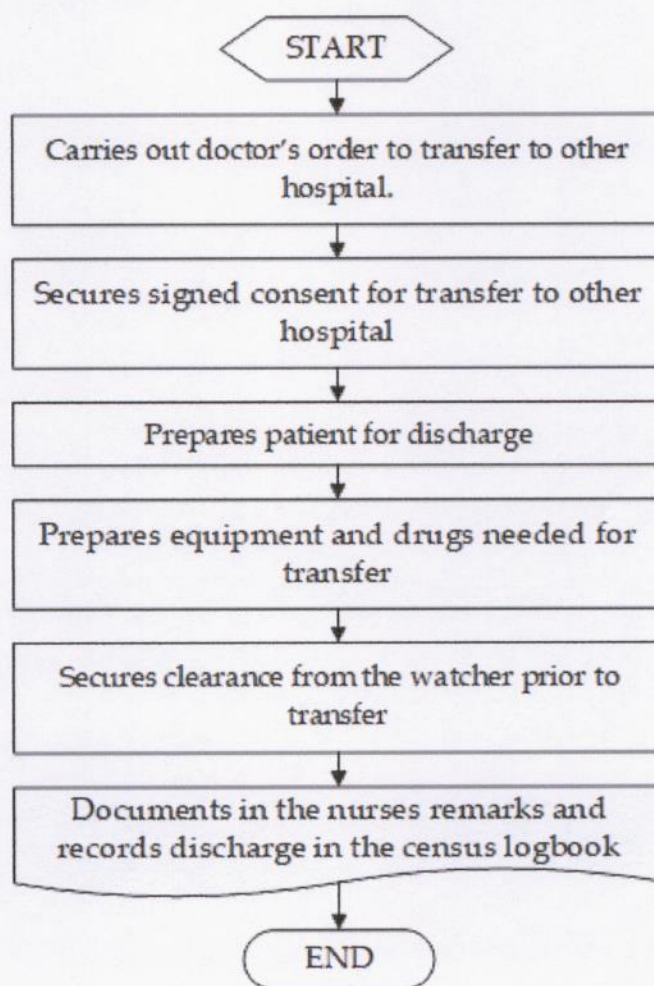 START
Carries out doctor's order to transfer to other
hospital.
Secures signed consent for transfer to other
hospital
Prepares patient for discharge
Prepares equipment and drugs needed for
transfer
Secures clearance from the watcher prior to
transfer
Documents in the nurses remarks and
records discharge in the census logbook
END